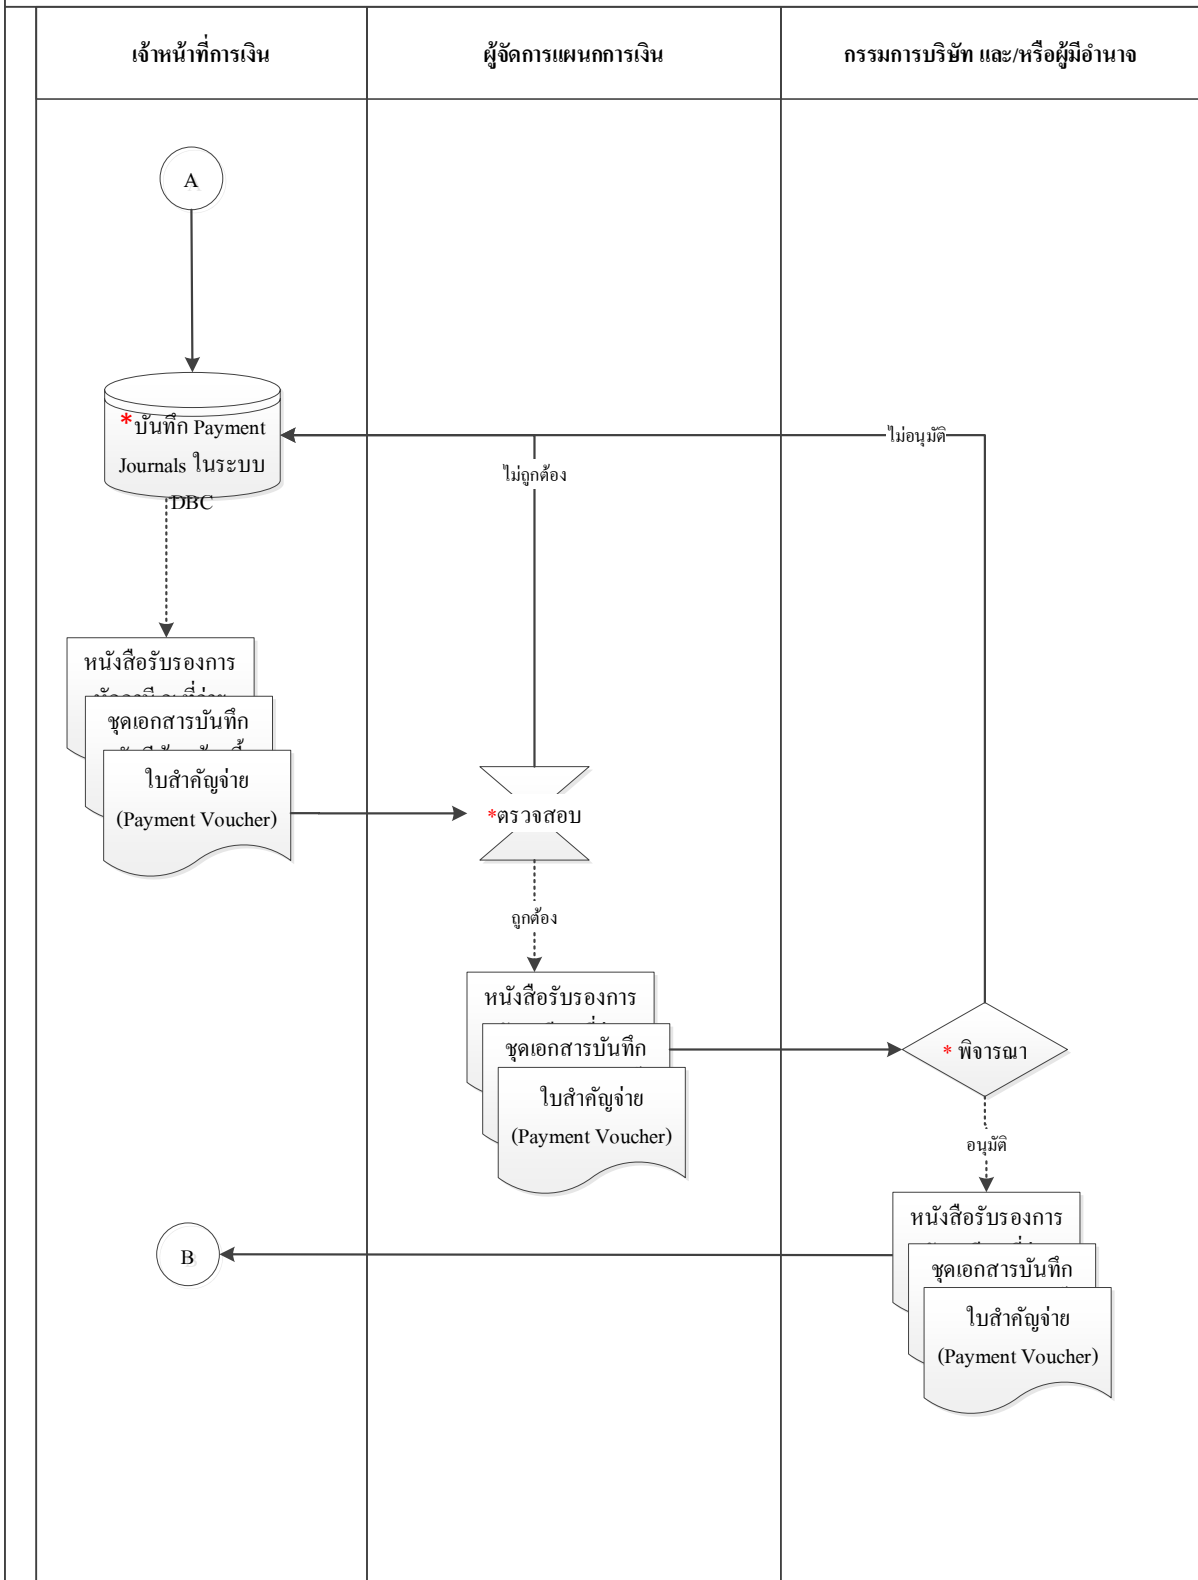 เจ้าหน้าที่การเงิน
ผู้จัดการแผนกการเงิน
กรรมการบริษัท และ/หรือผู้มีอำนาจ
A
*บันทึก Payment
Journals ในระบบ
DBC
ไม่อนุมัติ
ไม่ถูกต้อง
หนังสือรับรองการ
ชุดเอกสารบันทึก
ใบสำคัญจ่าย
(Payment Voucher)
*ตรวจสอบ
ถูกต้อง
หนังสือรับรองการ
ชุดเอกสารบันทึก
ใบสำคัญจ่าย
(Payment Voucher)
* พิจารณา
อนุมัติ
หนังสือรับรองการ
ชุดเอกสารบันทึก
ใบสำคัญจ่าย
(Payment Voucher)
B